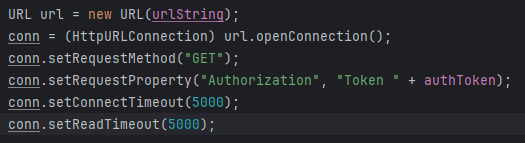 URL url = new URL(urlString);
conn = (HttpURLConnection) url.openConnection();
conn.setRequestMethod("GET");
conn.setRequestProperty("Authorization", "Token " + authToken);
conn.setConnectTimeout(5000);
conn.setReadTimeout(5000);